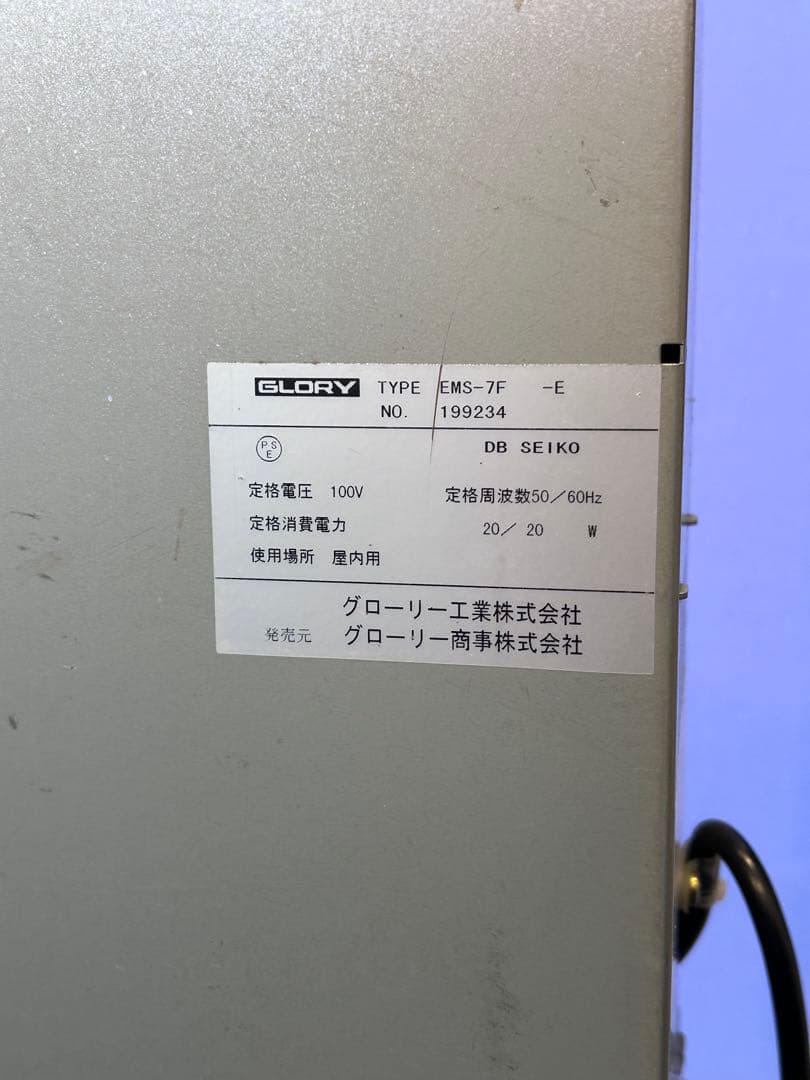 GLORY TYPE EMS-7F -E
NO. 199234
PSE DB SEIKO
定格電圧 100V 定格周波数50/60Hz
定格消費電力 20/ 20 W
使用場所 屋内用
グローリー工業株式会社
発売元 グローリー商事株式会社